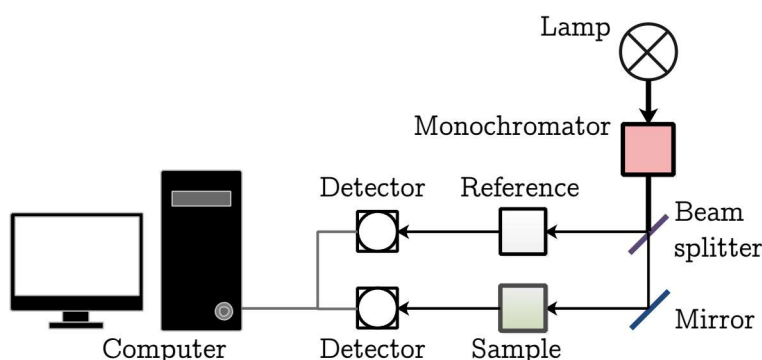 Lamp
Monochromator
Detector
Reference
Beam
splitter
Computer
Detector
Sample
Mirror